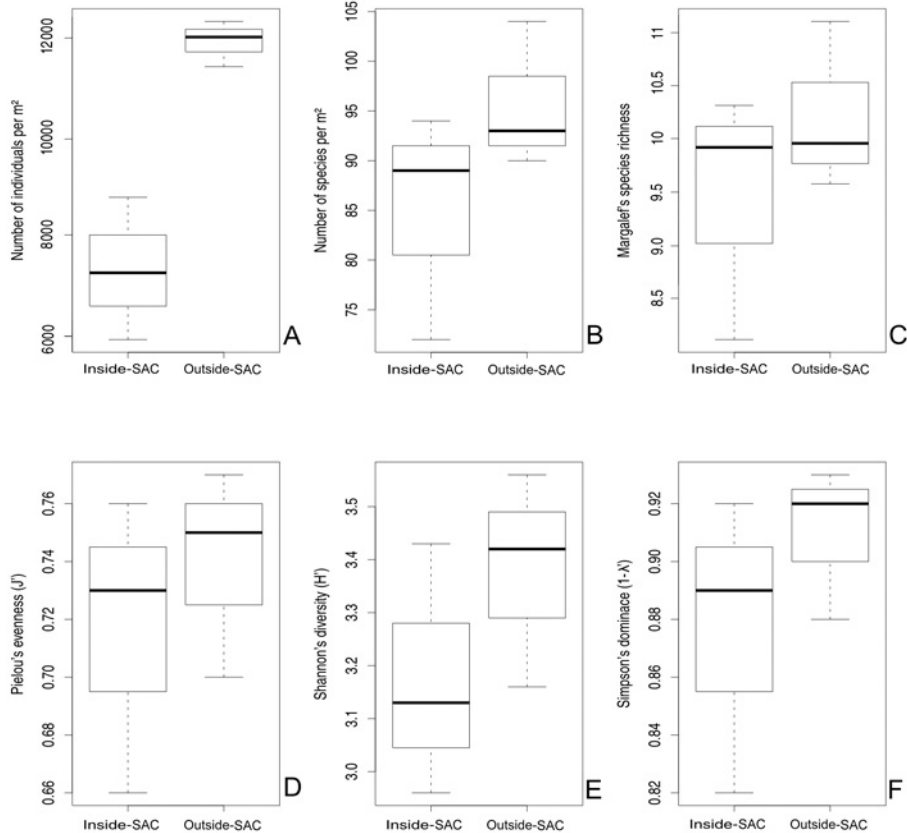 Number of individuals per m²
12000
10000
8000
6000
Inside-SAC Outside-SAC
A
Number of species per m²
105
100
95
90
85
80
75
Inside-SAC Outside-SAC
B
Margalef's species richness
11
10.5
10
9.5
9.0
8.5
Inside-SAC Outside-SAC
C
Pielou's evenness (J')
0.76
0.74
0.72
0.70
0.68
0.66
Inside-SAC Outside-SAC
D
Shannon's diversity (H')
3.5
3.4
3.3
3.2
3.1
3.0
Inside-SAC Outside-SAC
E
Simpson's dominace (1-λ')
0.92
0.90
0.88
0.86
0.84
0.82
Inside-SAC Outside-SAC
F